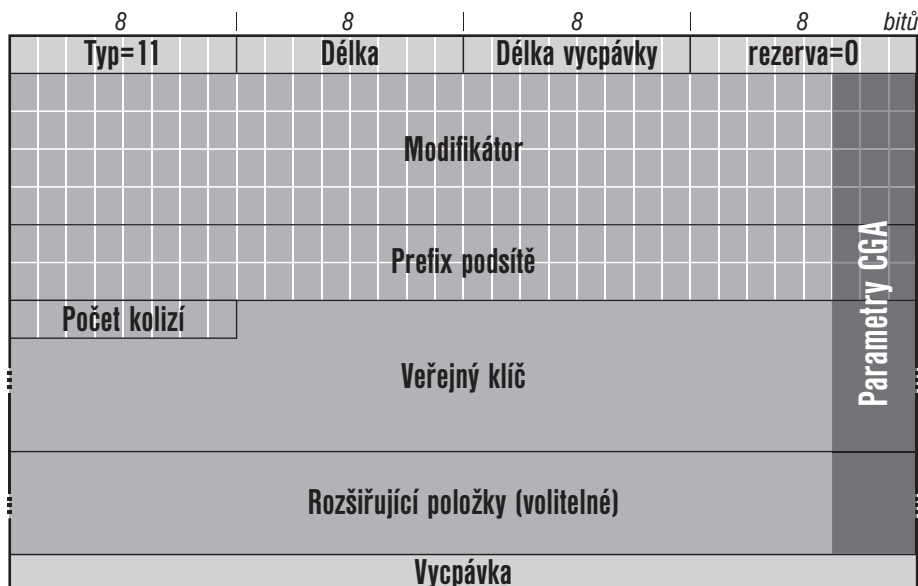 8 8 8 8 bitů
Typ=11 Délka Délka vycpávky rezerva=0
Modifikátor
Prefix podsítě
Parametry CGA
Počet kolizí
Veřejný klíč
Rozšiřující položky (volitelné)
Vycpávka